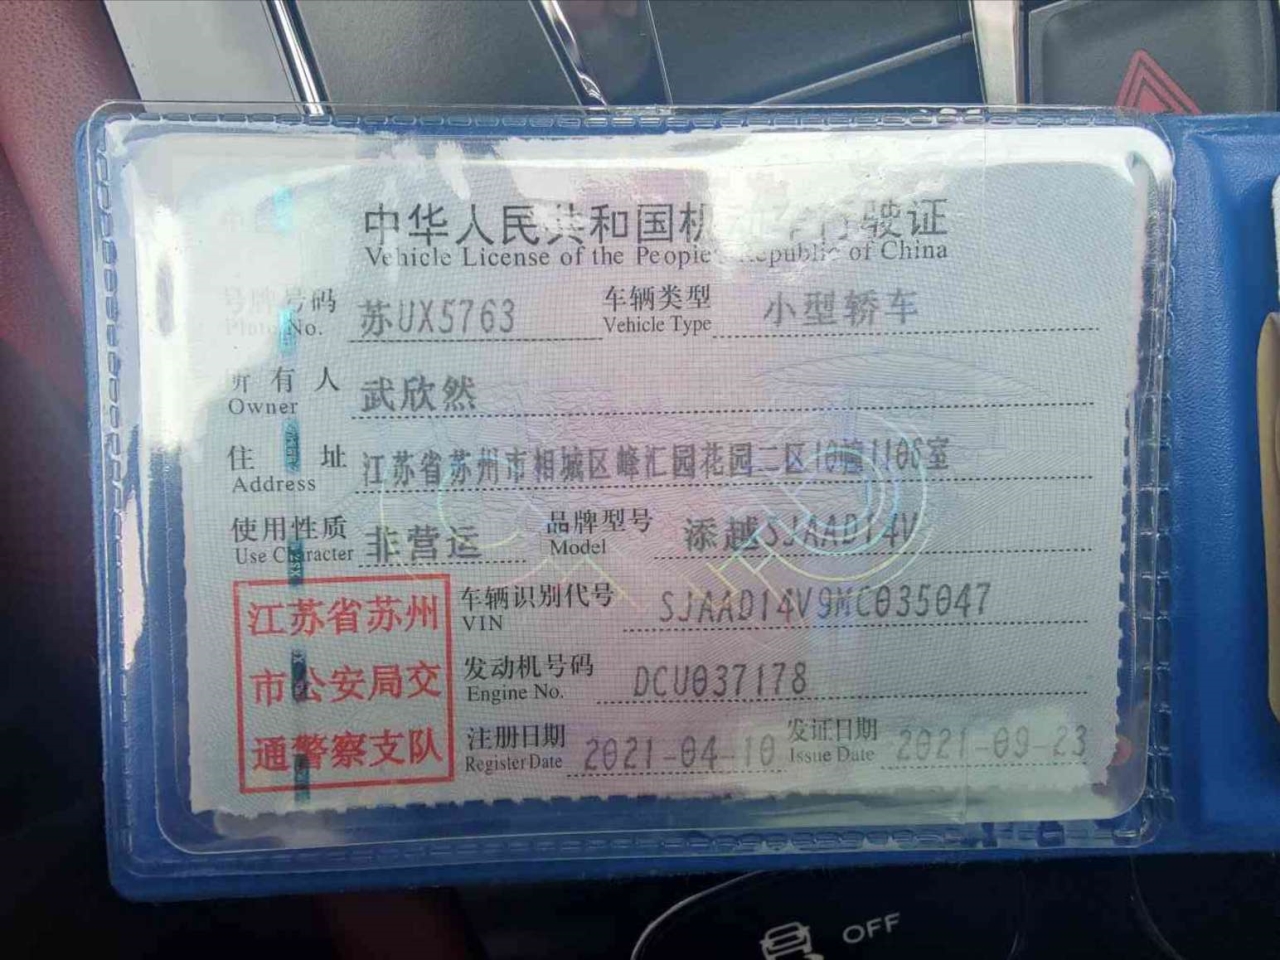 中华人民共和国机动车行驶证
Vehicle License of the People's Republic of China
号牌号码 苏UX5763 车辆类型 小型轿车
Plate No. Vehicle Type
所有人 武欣然
Owner
住址 江苏省苏州市相城区峰汇园花园二区10幢1106室
Address
使用性质 非营运 品牌型号 添越SJAAD14V
Use Character Model
江苏省苏州 车辆识别代号 SJAAD14V9MC035047
VIN
市公安局交 发动机号码 DCU037178
Engine No.
通警察支队 注册日期 2021-04-10 发证日期 2021-09-23
Register Date Issue Date
OFF